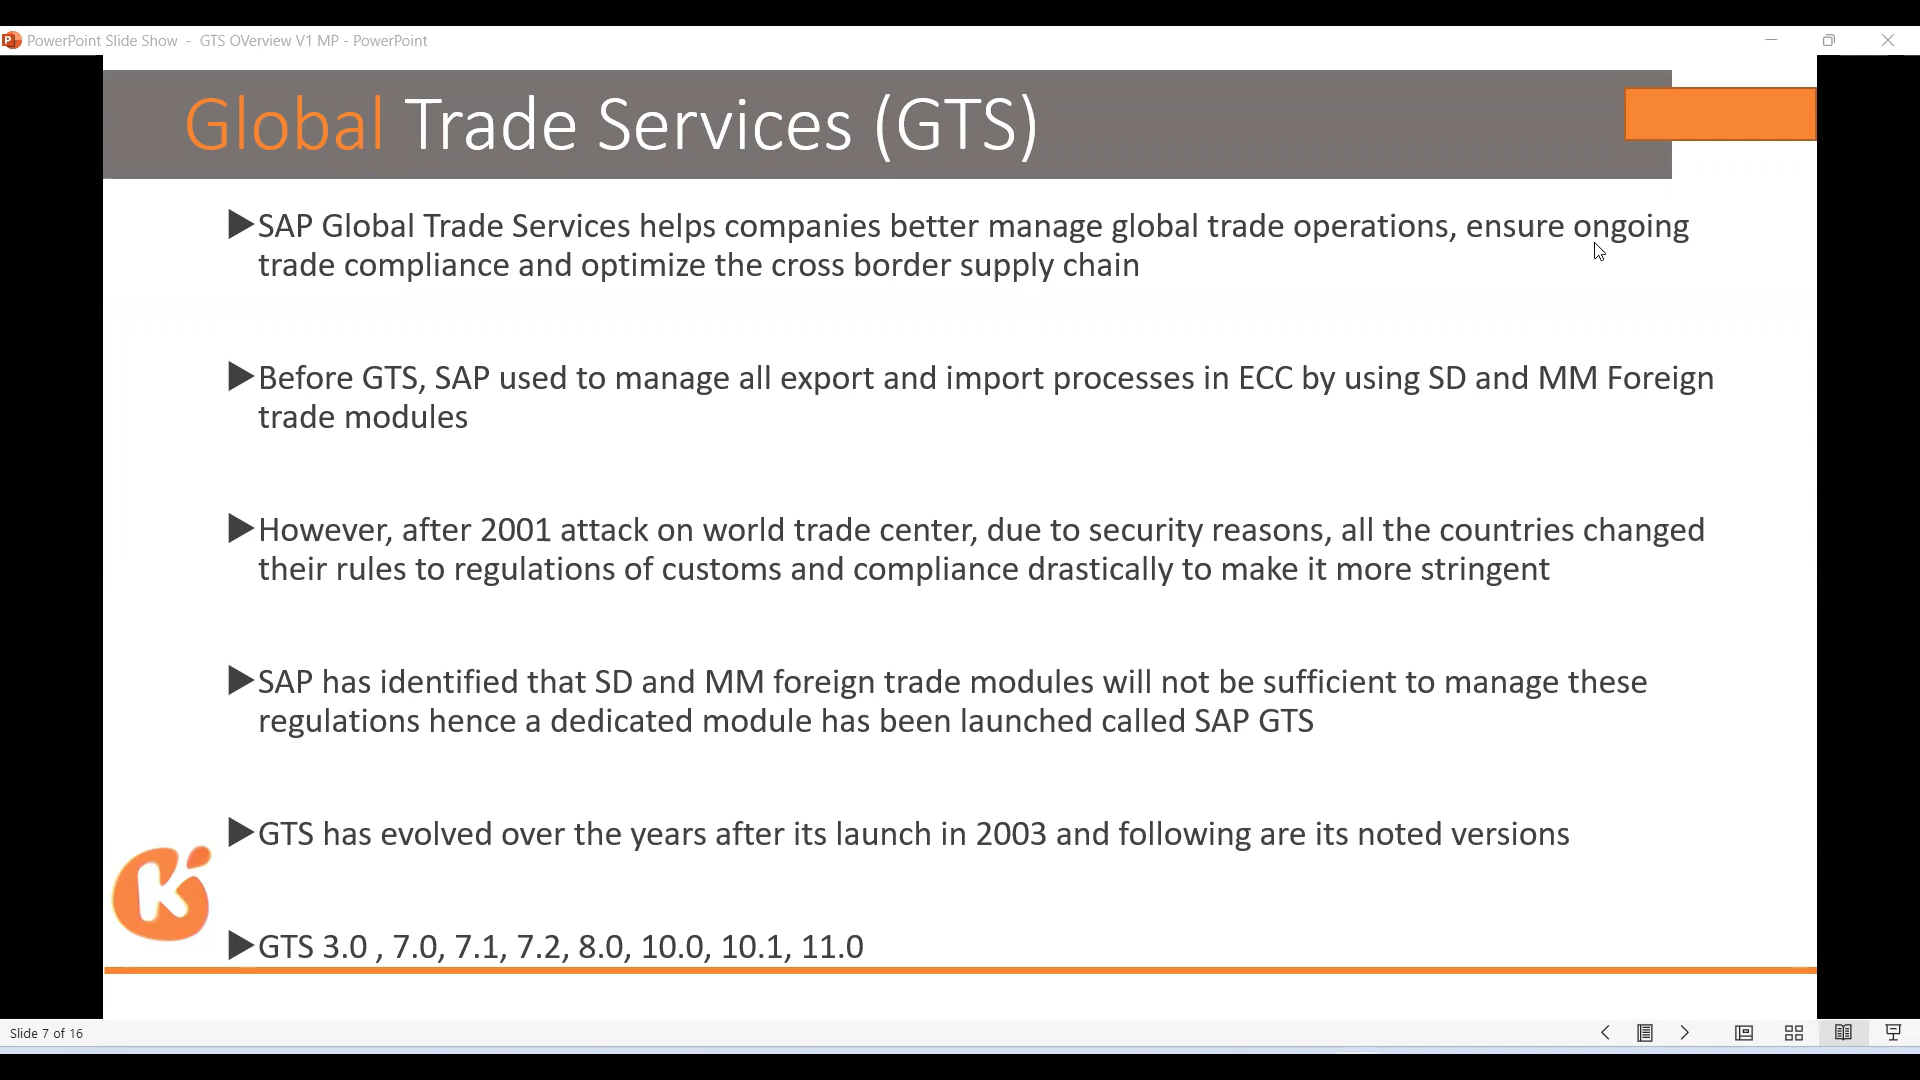 PowerPoint Slide Show - GTS OVerview V1 MP - PowerPoint
Global Trade Services (GTS)
▶SAP Global Trade Services helps companies better manage global trade operations, ensure ongoing
trade compliance and optimize the cross border supply chain
▶Before GTS, SAP used to manage all export and import processes in ECC by using SD and MM Foreign
trade modules
▶However, after 2001 attack on world trade center, due to security reasons, all the countries changed
their rules to regulations of customs and compliance drastically to make it more stringent
▶SAP has identified that SD and MM foreign trade modules will not be sufficient to manage these
regulations hence a dedicated module has been launched called SAP GTS
▶GTS has evolved over the years after its launch in 2003 and following are its noted versions
K
▶GTS 3.0 , 7.0, 7.1, 7.2, 8.0, 10.0, 10.1, 11.0
Slide 7 of 16